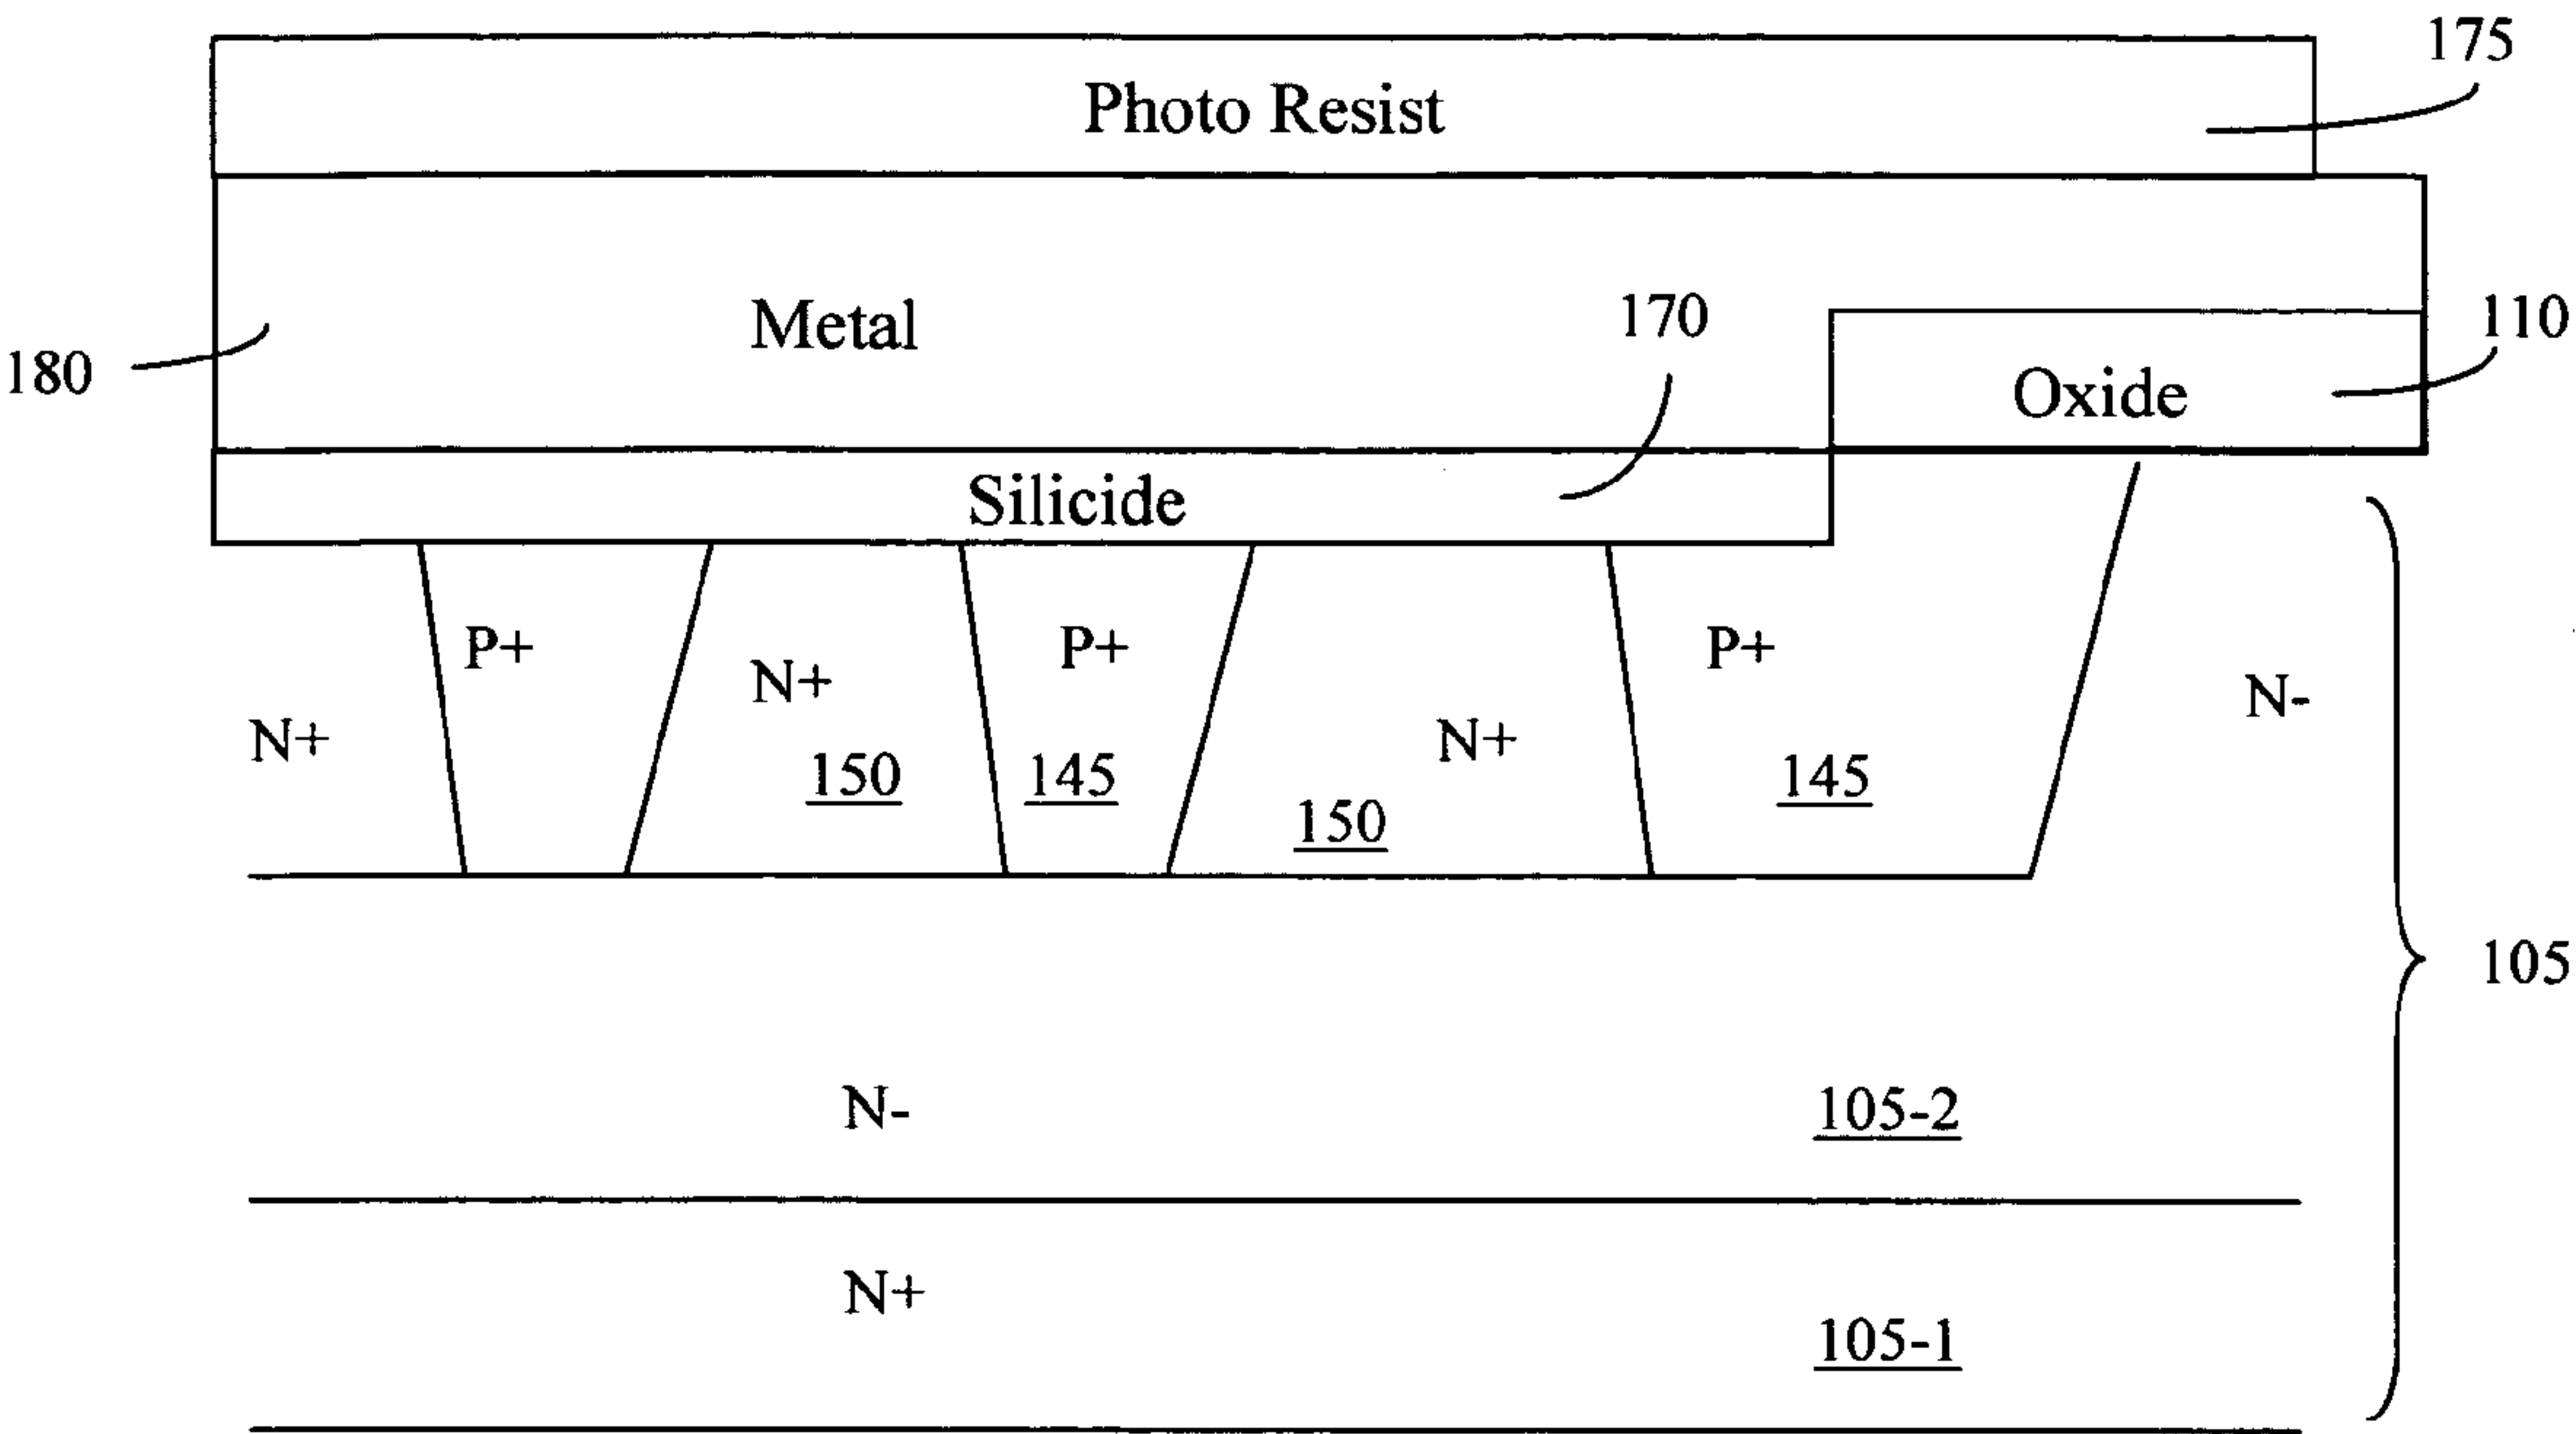 175
Photo Resist
170
110
Metal
180
Oxide
Silicide
P+
P+
P+
N+
N-
N+
N+
150
145
145
150
105
N-
105-2
N+
105-1